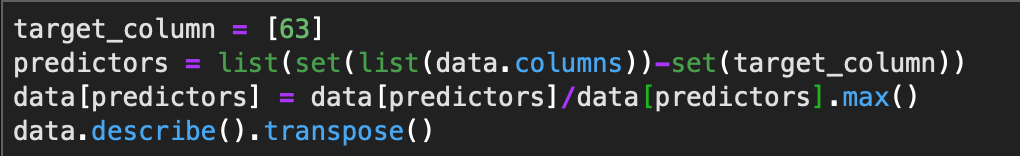 target_column = [63]
predictors = list(set(list(data.columns))-set(target_column))
data[predictors] = data[predictors]/data[predictors].max()
data.describe().transpose()